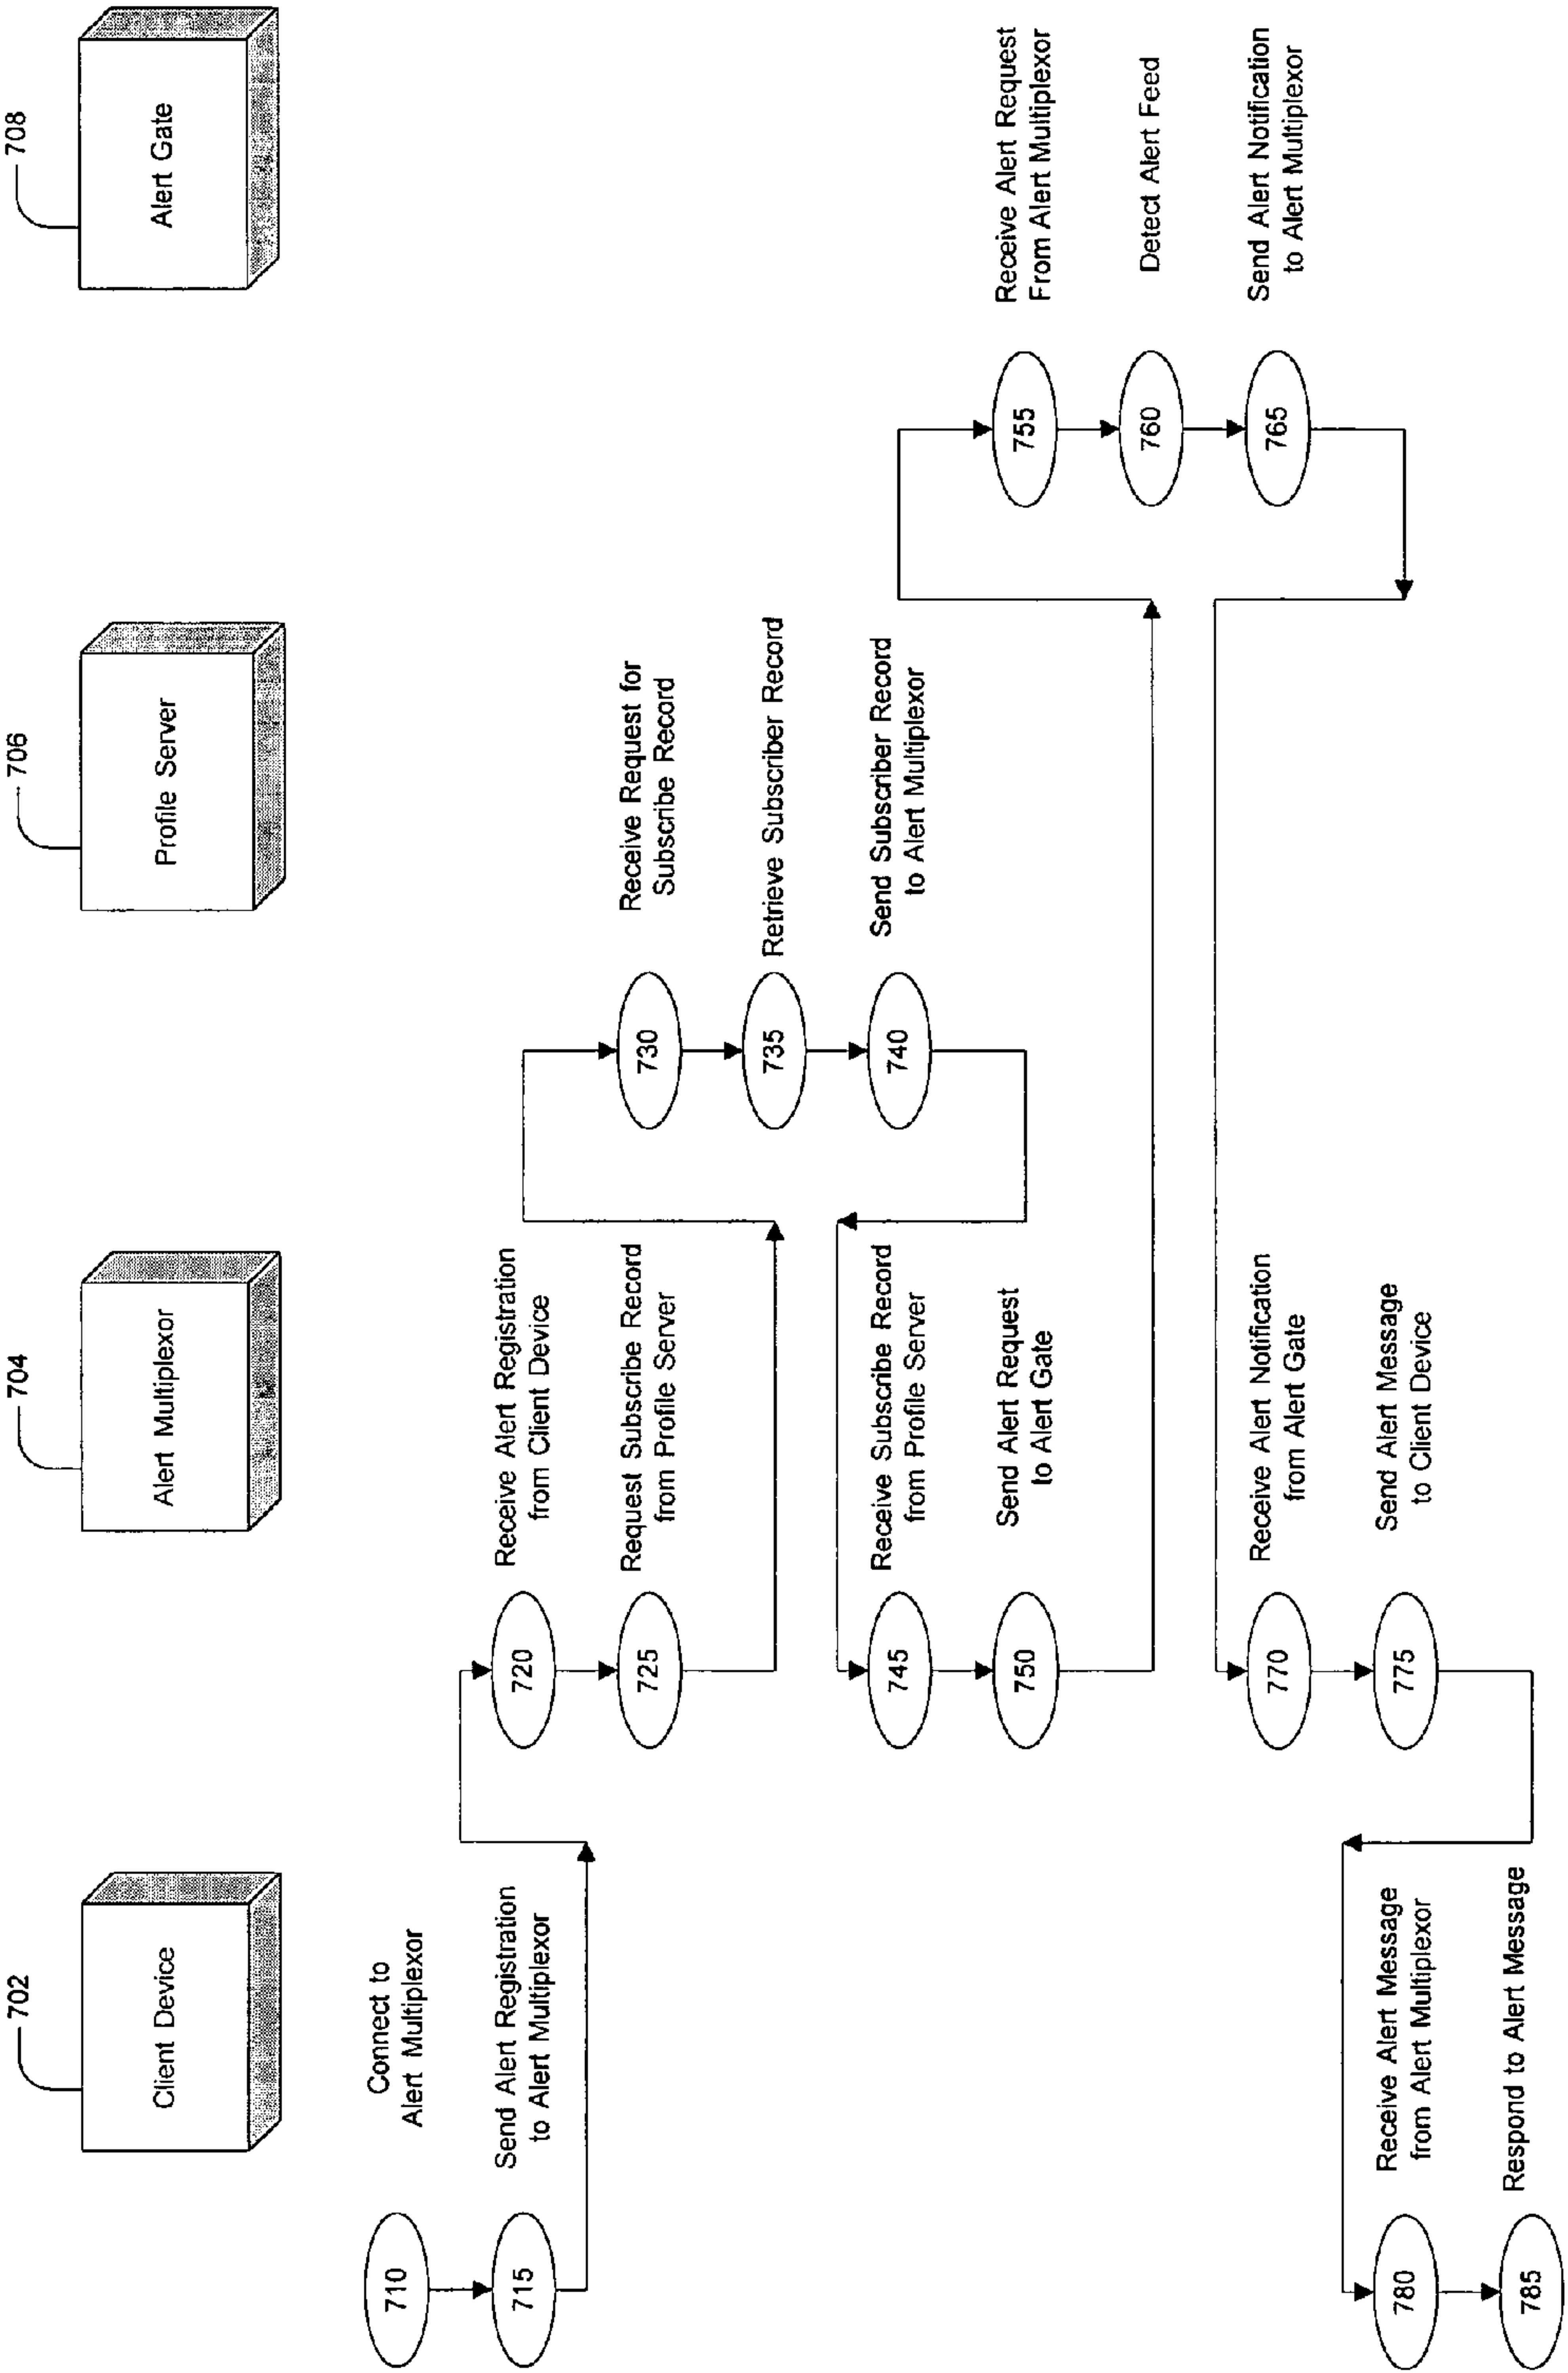 702
Client Device
704
Alert Multiplexor
706
Profile Server
708
Alert Gate
710
Connect to
Alert Multiplexor
715
Send Alert Registration
to Alert Multiplexor
720
Receive Alert Registration
from Client Device
725
Request Subscribe Record
from Profile Server
730
Receive Request for
Subscribe Record
735
Retrieve Subscriber Record
740
Send Subscriber Record
to Alert Multiplexor
745
Receive Subscribe Record
from Profile Server
750
Send Alert Request
to Alert Gate
755
Receive Alert Request
From Alert Multiplexor
760
Detect Alert Feed
765
Send Alert Notification
to Alert Multiplexor
770
Receive Alert Notification
from Alert Gate
775
Send Alert Message
to Client Device
780
Receive Alert Message
from Alert Multiplexor
785
Respond to Alert Message